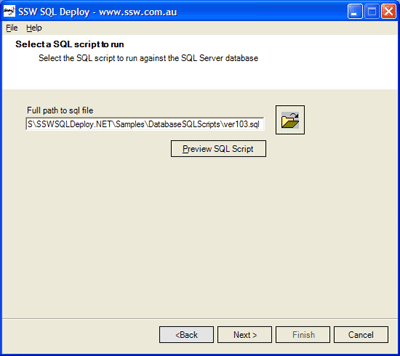 SSW SQL Deploy - www.ssw.com.au
File Help
Select a SQL script to run
Select the SQL script to run against the SQL Server database
Full path to sql file
S\SSWSQLDeploy.NET\Samples\DatabaseSQLScripts\ver103.sql
Preview SQL Script
<Back Next > Finish Cancel